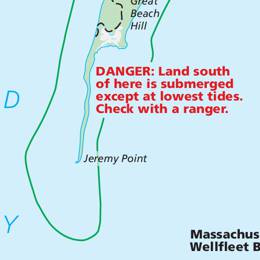 Great
Beach
Hill
DANGER: Land south
of here is submerged
except at lowest tides.
Check with a ranger.
D
Jeremy Point
Y
Massachus
Wellfleet B